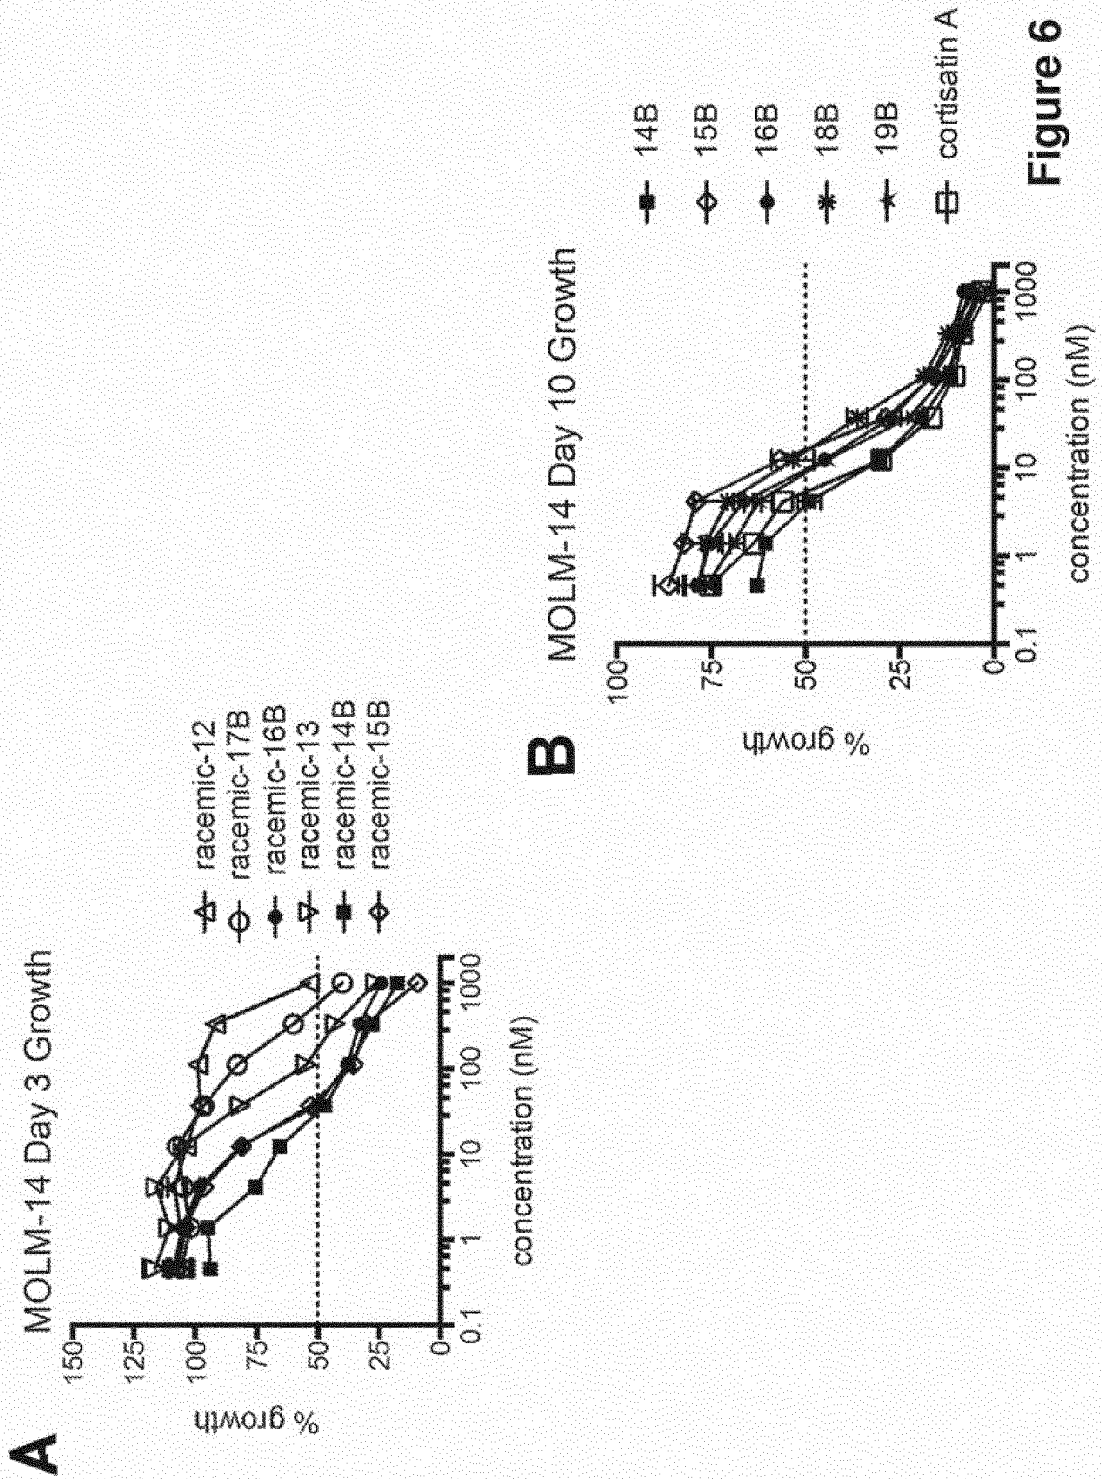 A
MOLM-14 Day 3 Growth
% growth
150
125
100
75
50
25
0
0.1
1
10
100
1000
concentration (nM)
racemic-12
racemic-17B
racemic-16B
racemic-13
racemic-14B
racemic-15B
B
MOLM-14 Day 10 Growth
% growth
100
75
50
25
0
0.1
1
10
100
1000
concentration (nM)
14B
15B
16B
18B
19B
cortisatin A
Figure 6